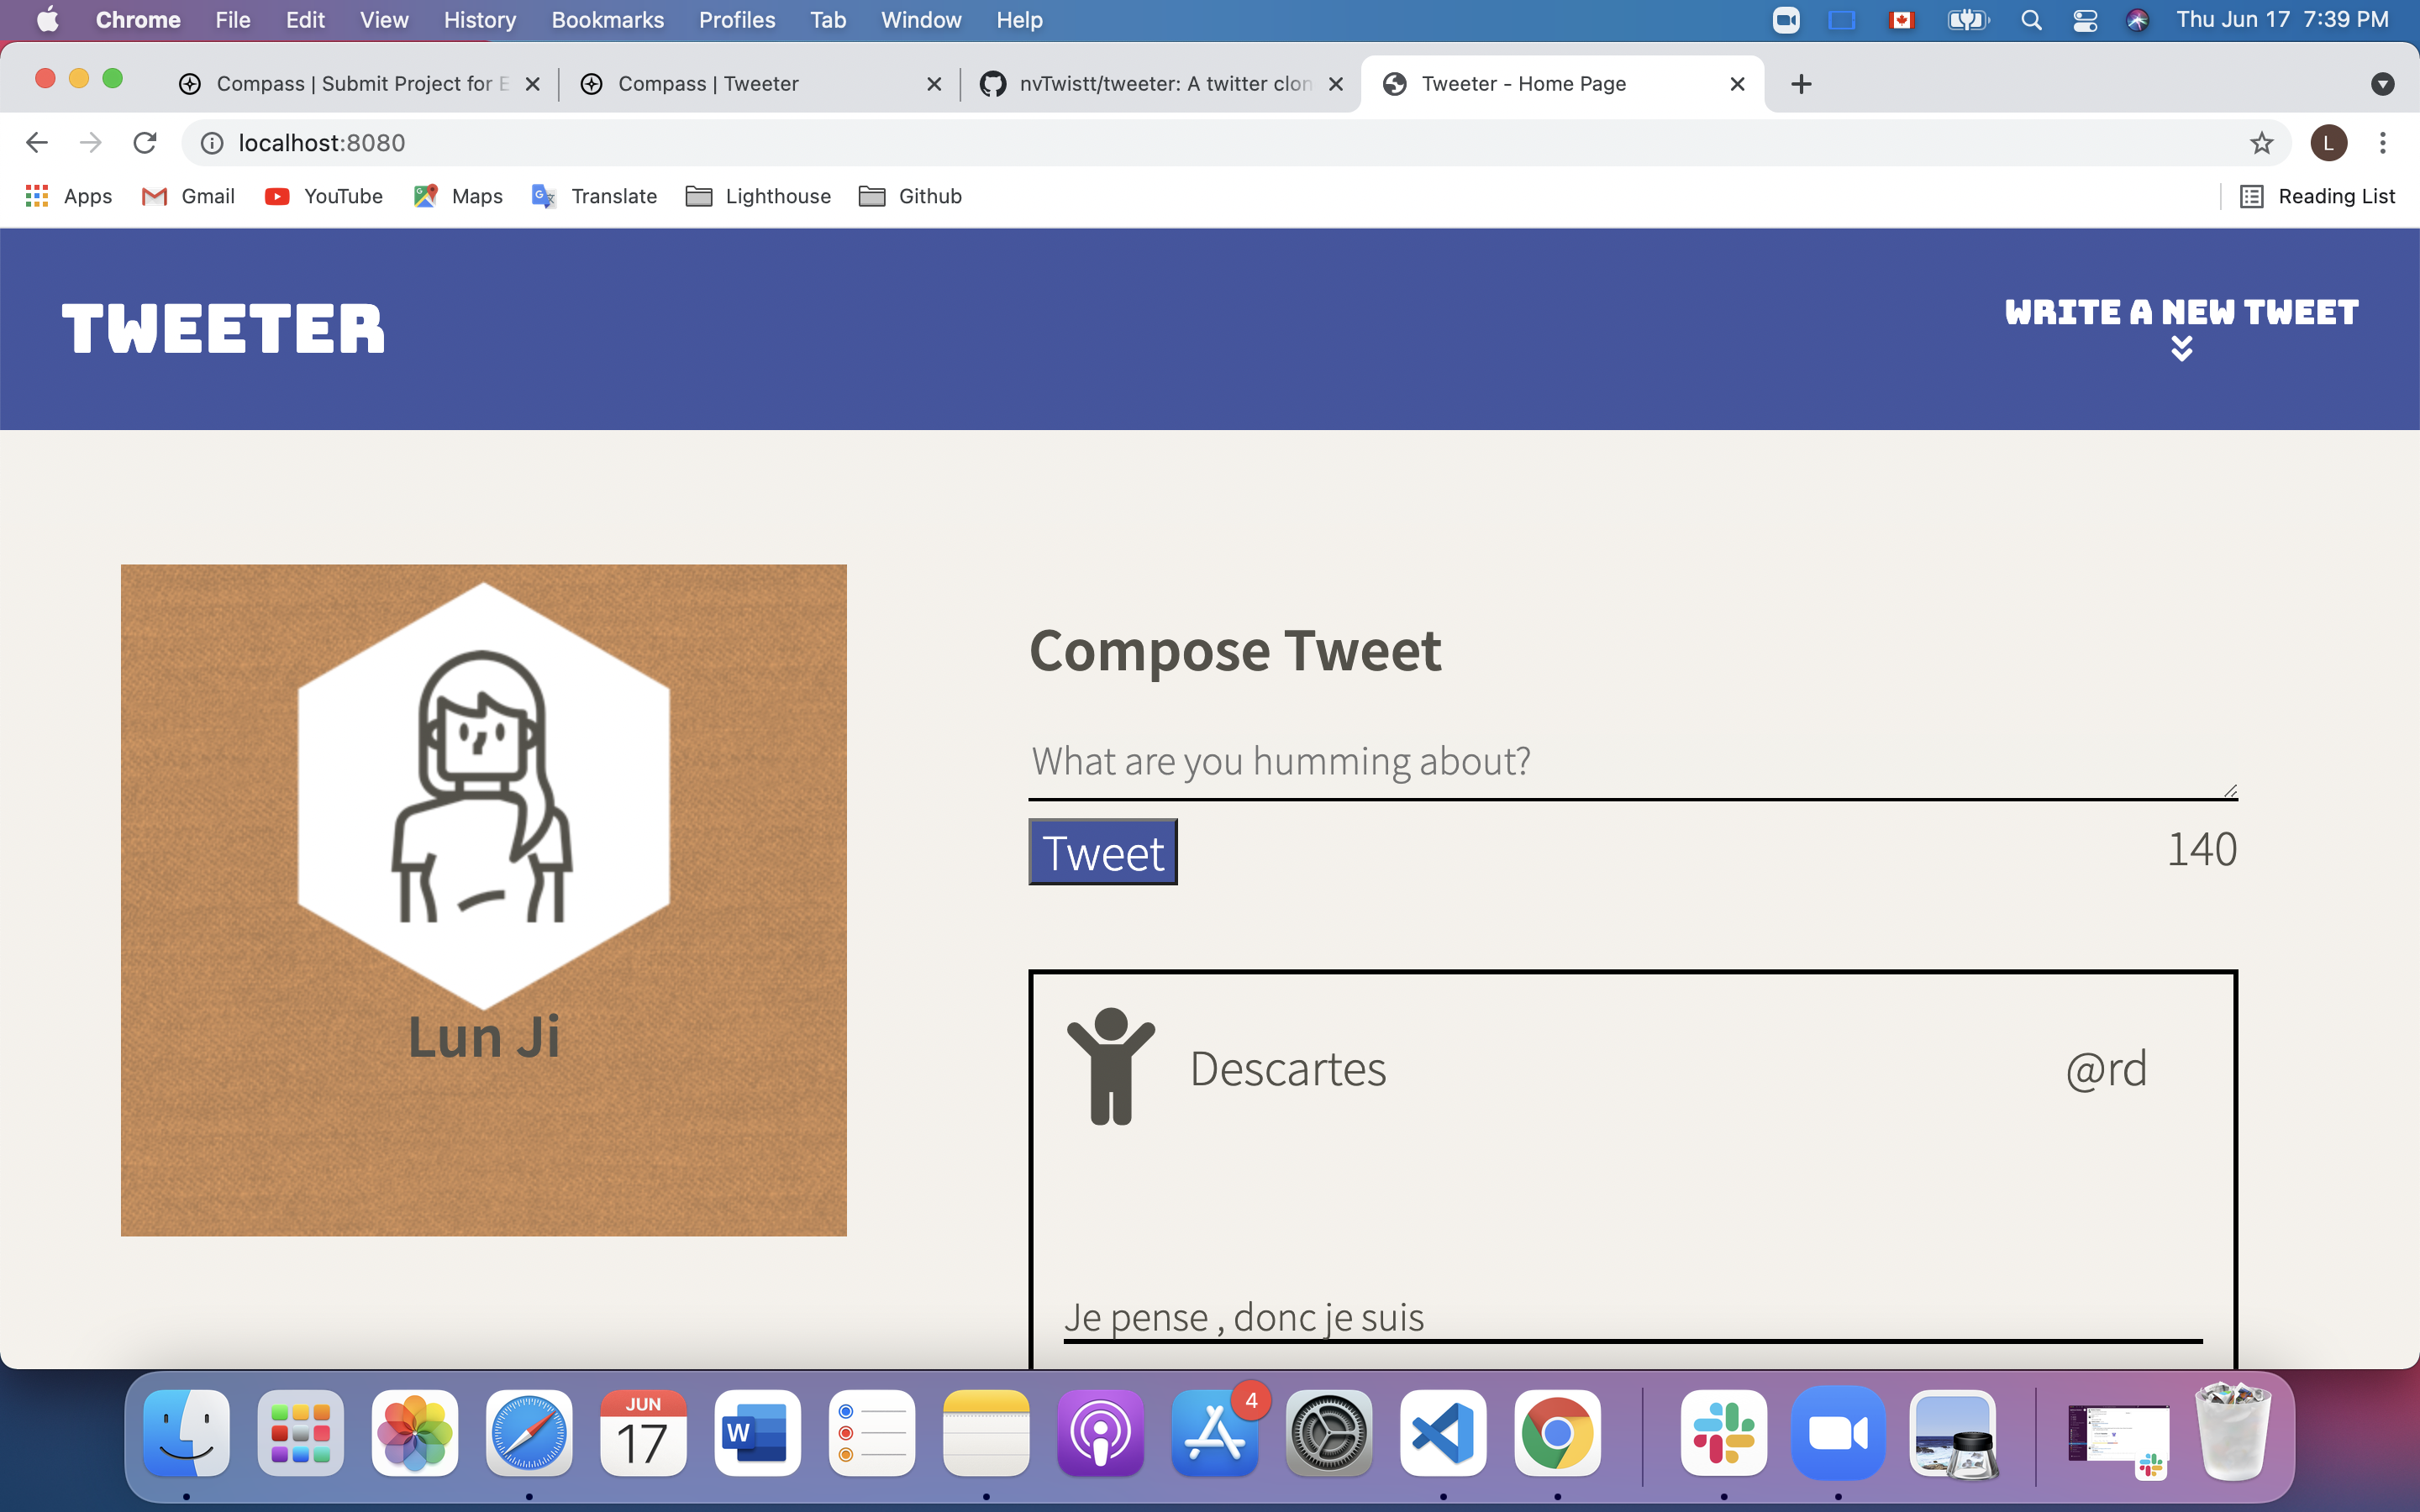 Chrome File Edit View History Bookmarks Profiles Tab Window Help Thu Jun 17 7:39 PM
Compass | Submit Project for E Compass | Tweeter nvTwistt/tweeter: A twitter clon Tweeter - Home Page
localhost:8080 L
Apps Gmail YouTube Maps Translate Lighthouse Github Reading List
TWEETER
WRITE A NEW TWEET
Compose Tweet
What are you humming about?
Tweet 140
Lun Ji
Descartes @rd
Je pense , donc je suis
JUN
17
W
4